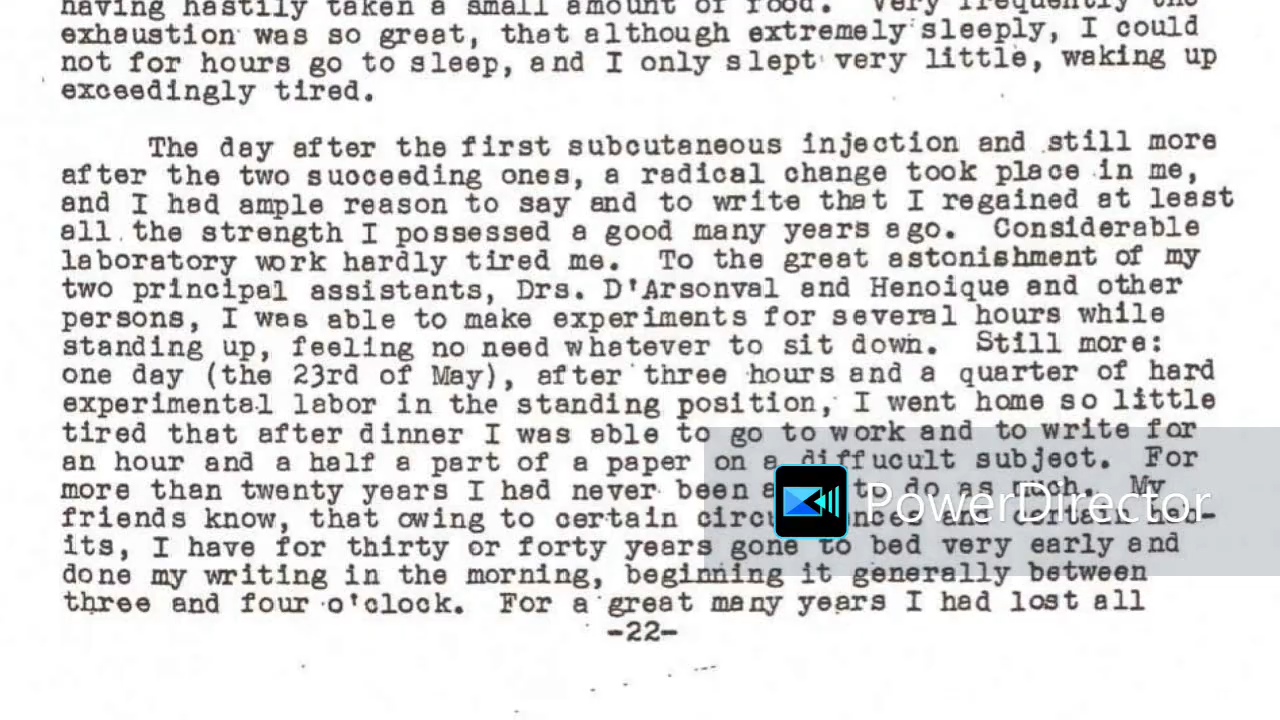 having hastily taken a small amount of food.  Very frequently the
exhaustion was so great, that although extremely sleeply, I could
not for hours go to sleep, and I only slept very little, waking up
exceedingly tired.
The day after the first subcutaneous injection and still more
after the two succeeding ones, a radical change took place in me,
and I had ample reason to say and to write that I regained at least
all the strength I possessed a good many years ago.  Considerable
laboratory work hardly tired me.  To the great astonishment of my
two principal assistants, Drs. D'Arsonval and Henoique and other
persons, I was able to make experiments for several hours while
standing up, feeling no need whatever to sit down.  Still more:
one day (the 23rd of May), after three hours and a quarter of hard
experimental labor in the standing position, I went home so little
tired that after dinner I was able to go to work and to write for
an hour and a half a part of a paper on a diffucult subject.  For
more than twenty years I had never been to do as much.  My
friends know, that owing to certain and certain hab-
its, I have for thirty or forty years gone to bed very early and
done my writing in the morning, beginning it generally between
three and four o'clock.  For a great many years I had lost all
-22-
PowerDirector